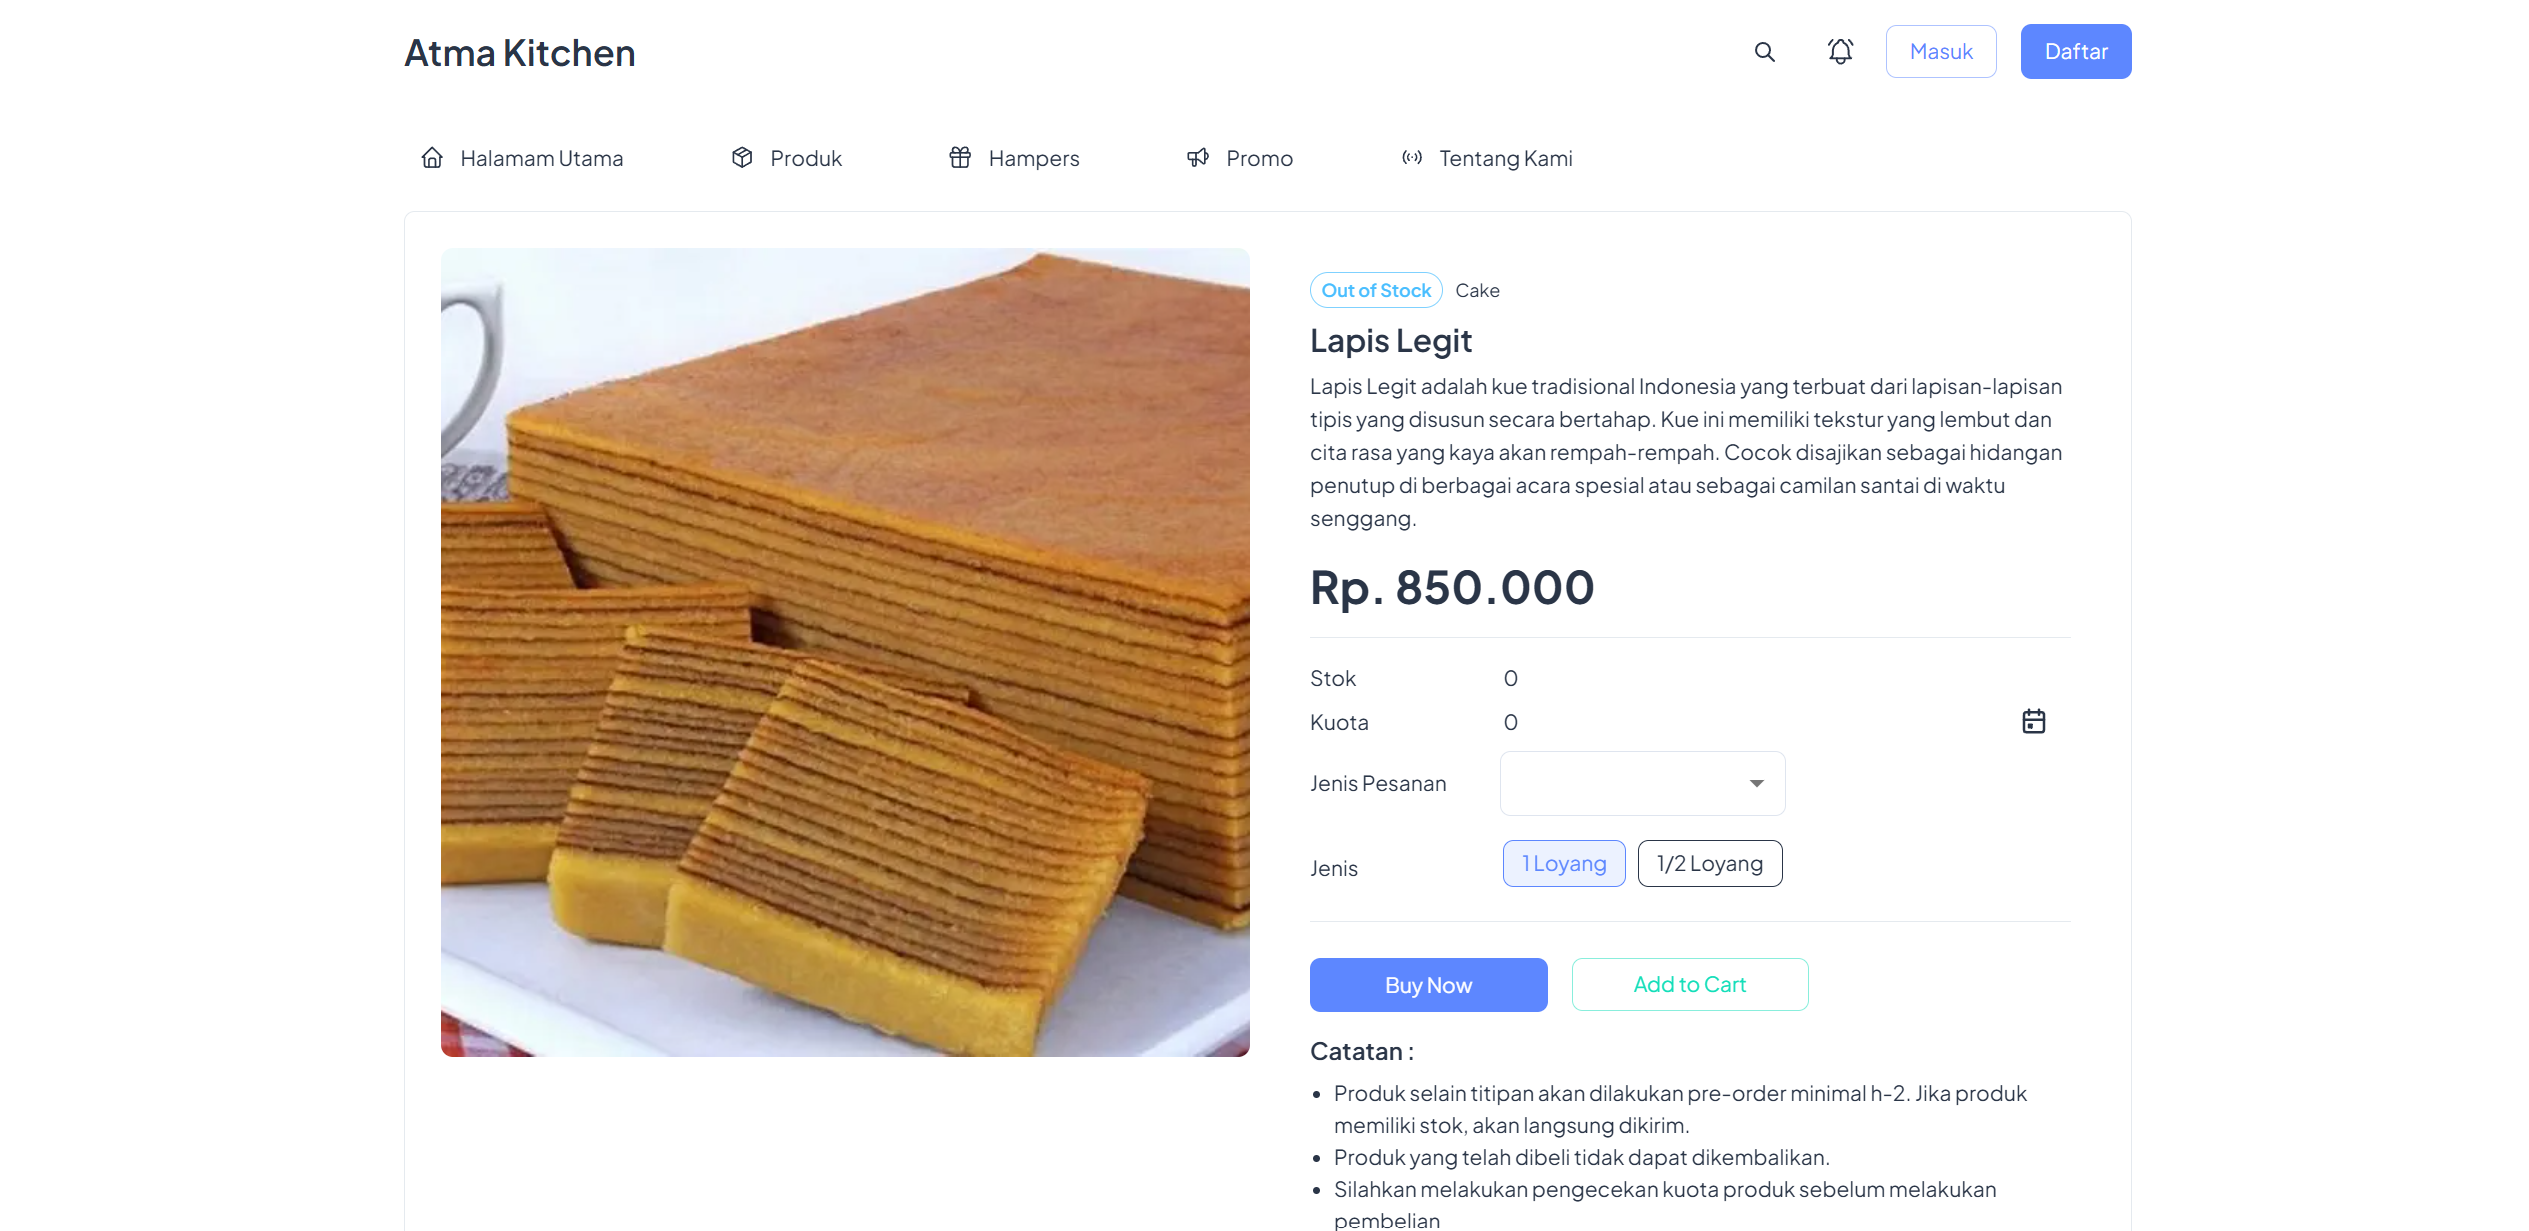 Atma Kitchen
Masuk
Daftar
Halamam Utama
Produk
Hampers
Promo
Tentang Kami
Out of Stock
Cake
Lapis Legit
Lapis Legit adalah kue tradisional Indonesia yang terbuat dari lapisan-lapisan
tipis yang disusun secara bertahap. Kue ini memiliki tekstur yang lembut dan
cita rasa yang kaya akan rempah-rempah. Cocok disajikan sebagai hidangan
penutup di berbagai acara spesial atau sebagai camilan santai di waktu
senggang.
Rp. 850.000
Stok 0
Kuota 0
Jenis Pesanan
Jenis 1 Loyang 1/2 Loyang
Buy Now
Add to Cart
Catatan :
• Produk selain titipan akan dilakukan pre-order minimal h-2. Jika produk
memiliki stok, akan langsung dikirim.
• Produk yang telah dibeli tidak dapat dikembalikan.
• Silahkan melakukan pengecekan kuota produk sebelum melakukan
pembelian